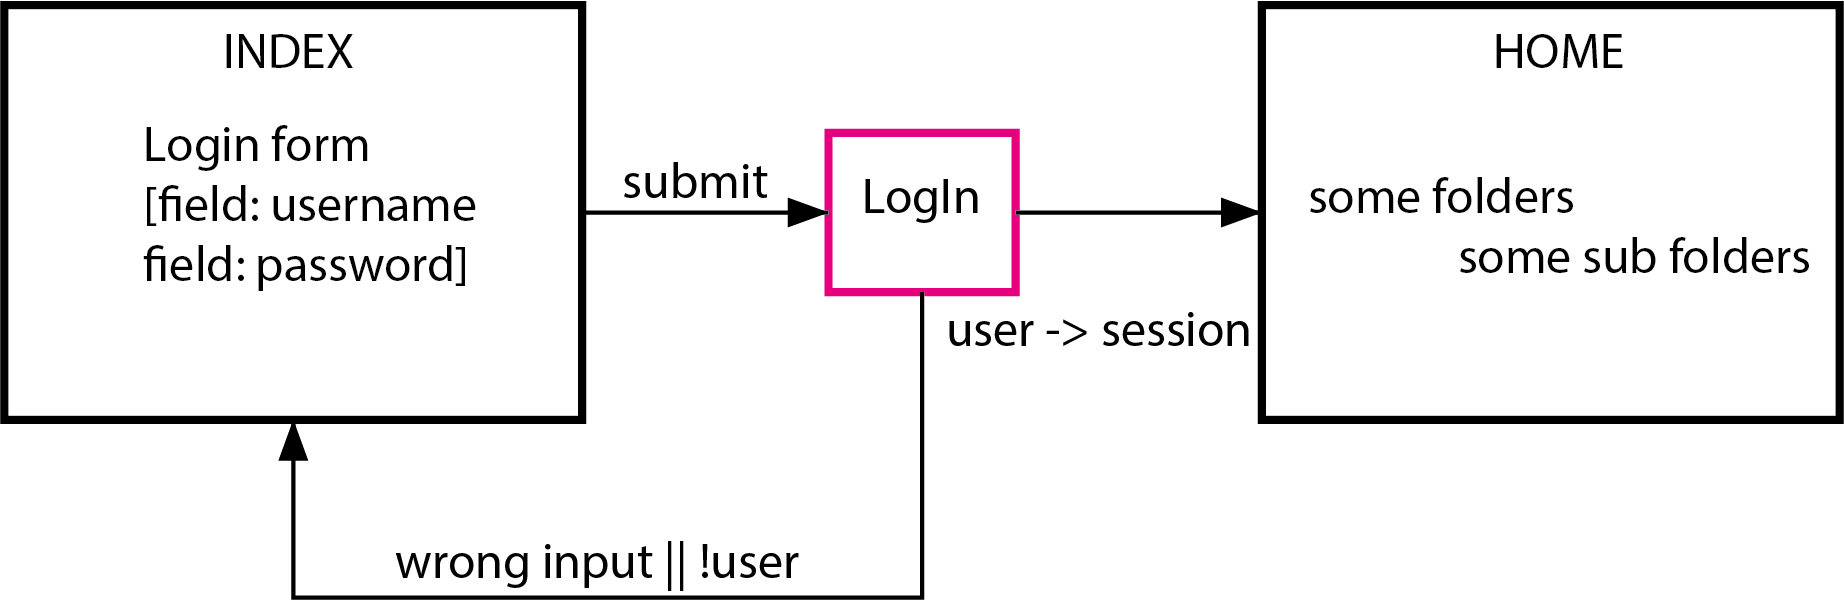 INDEX
Login form
[field: username
field: password]
submit
LogIn
user -> session
HOME
some folders
some sub folders
wrong input || !user